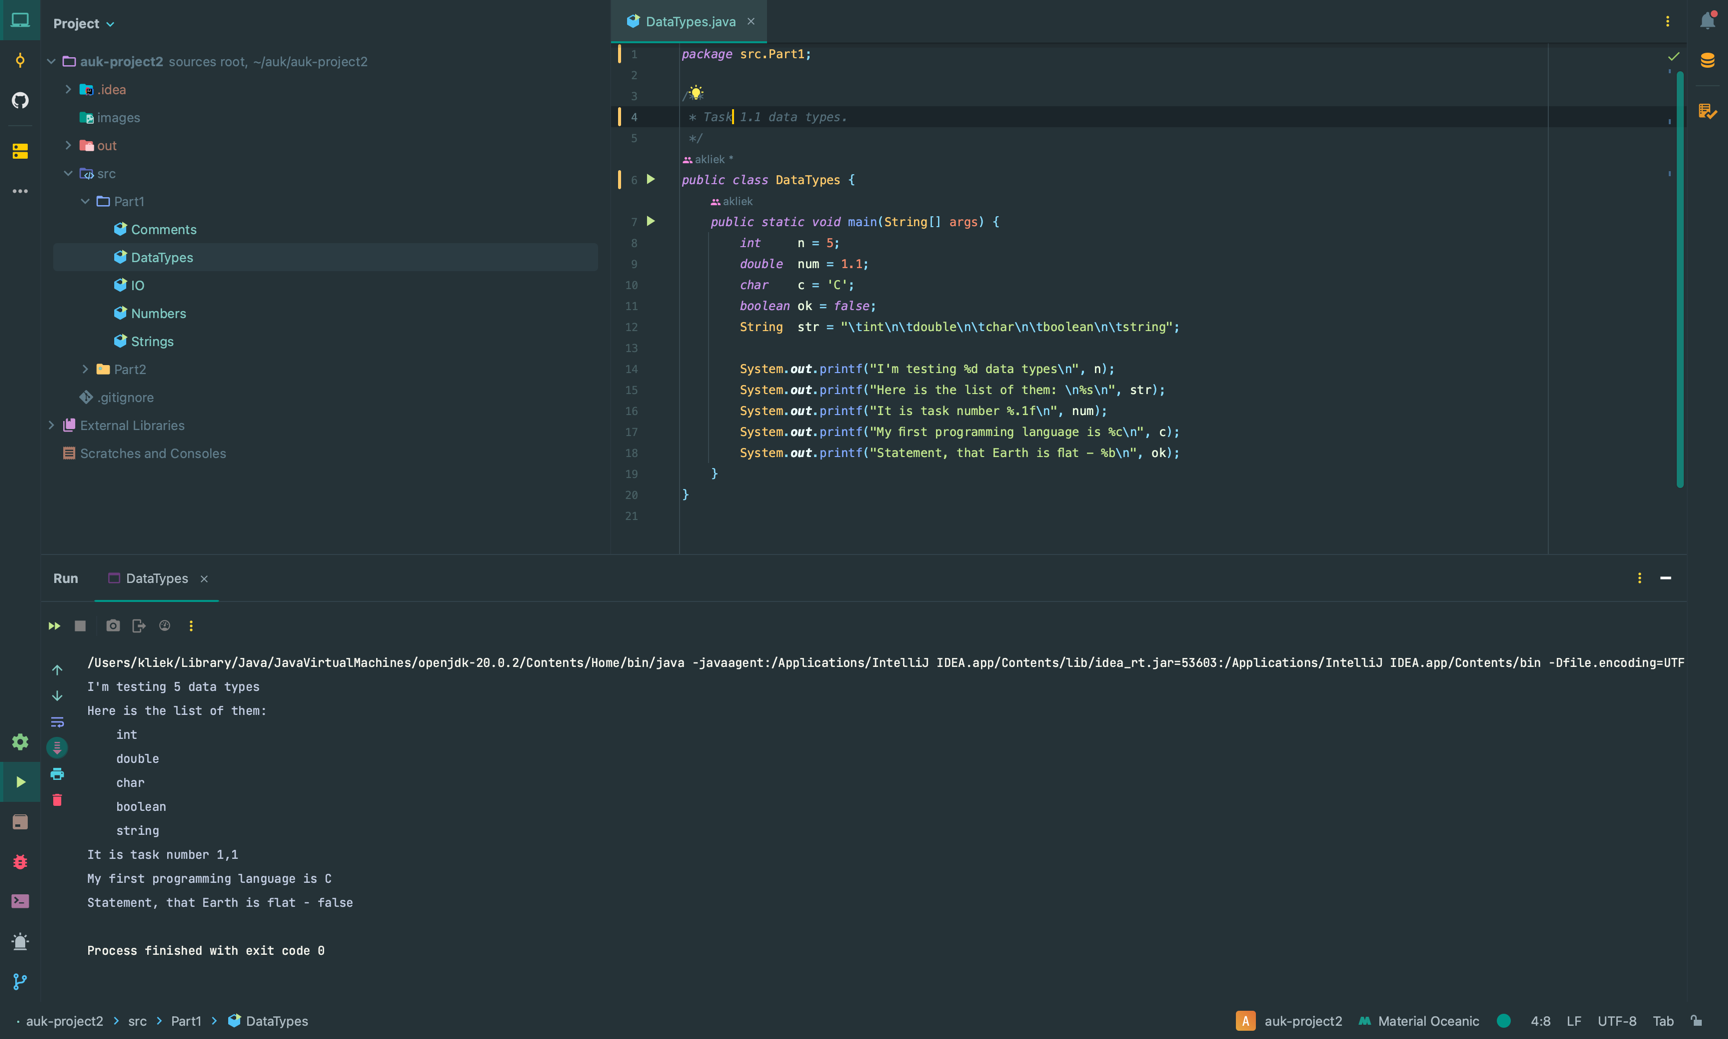 Project
auk-project2 sources root, ~/auk/auk-project2
.idea
images
out
src
Part1
Comments
DataTypes
IO
Numbers
Strings
Part2
.gitignore
External Libraries
Scratches and Consoles
DataTypes.java
1 package src.Part1;
2
3 /**
4  * Task 1.1 data types.
5  */
akliek *
6 public class DataTypes {
akliek
7     public static void main(String[] args) {
8         int     n = 5;
9         double  num = 1.1;
10         char    c = 'C';
11         boolean ok = false;
12         String  str = "\tint\n\tdouble\n\tchar\n\tboolean\n\tstring";
13
14         System.out.printf("I'm testing %d data types\n", n);
15         System.out.printf("Here is the list of them: \n%s\n", str);
16         System.out.printf("It is task number %.1f\n", num);
17         System.out.printf("My first programming language is %c\n", c);
18         System.out.printf("Statement, that Earth is flat - %b\n", ok);
19     }
20 }
21
Run DataTypes
/Users/kliek/Library/Java/JavaVirtualMachines/openjdk-20.0.2/Contents/Home/bin/java -javaagent:/Applications/IntelliJ IDEA.app/Contents/lib/idea_rt.jar=53603:/Applications/IntelliJ IDEA.app/Contents/bin -Dfile.encoding=UTF
I'm testing 5 data types
Here is the list of them:
    int
    double
    char
    boolean
    string
It is task number 1,1
My first programming language is C
Statement, that Earth is flat - false
Process finished with exit code 0
auk-project2 > src > Part1 > DataTypes A auk-project2 Material Oceanic 4:8 LF UTF-8 Tab